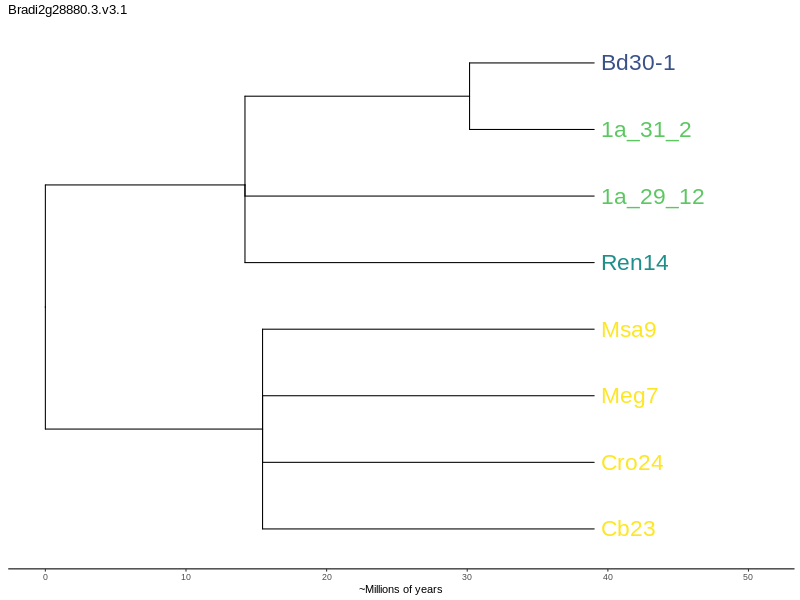 Bradi2g28880.3.v3.1
Bd30-1
1a_31_2
1a_29_12
Ren14
Msa9
Meg7
Cro24
Cb23
0 10 20 30 40 50
~Millions of years